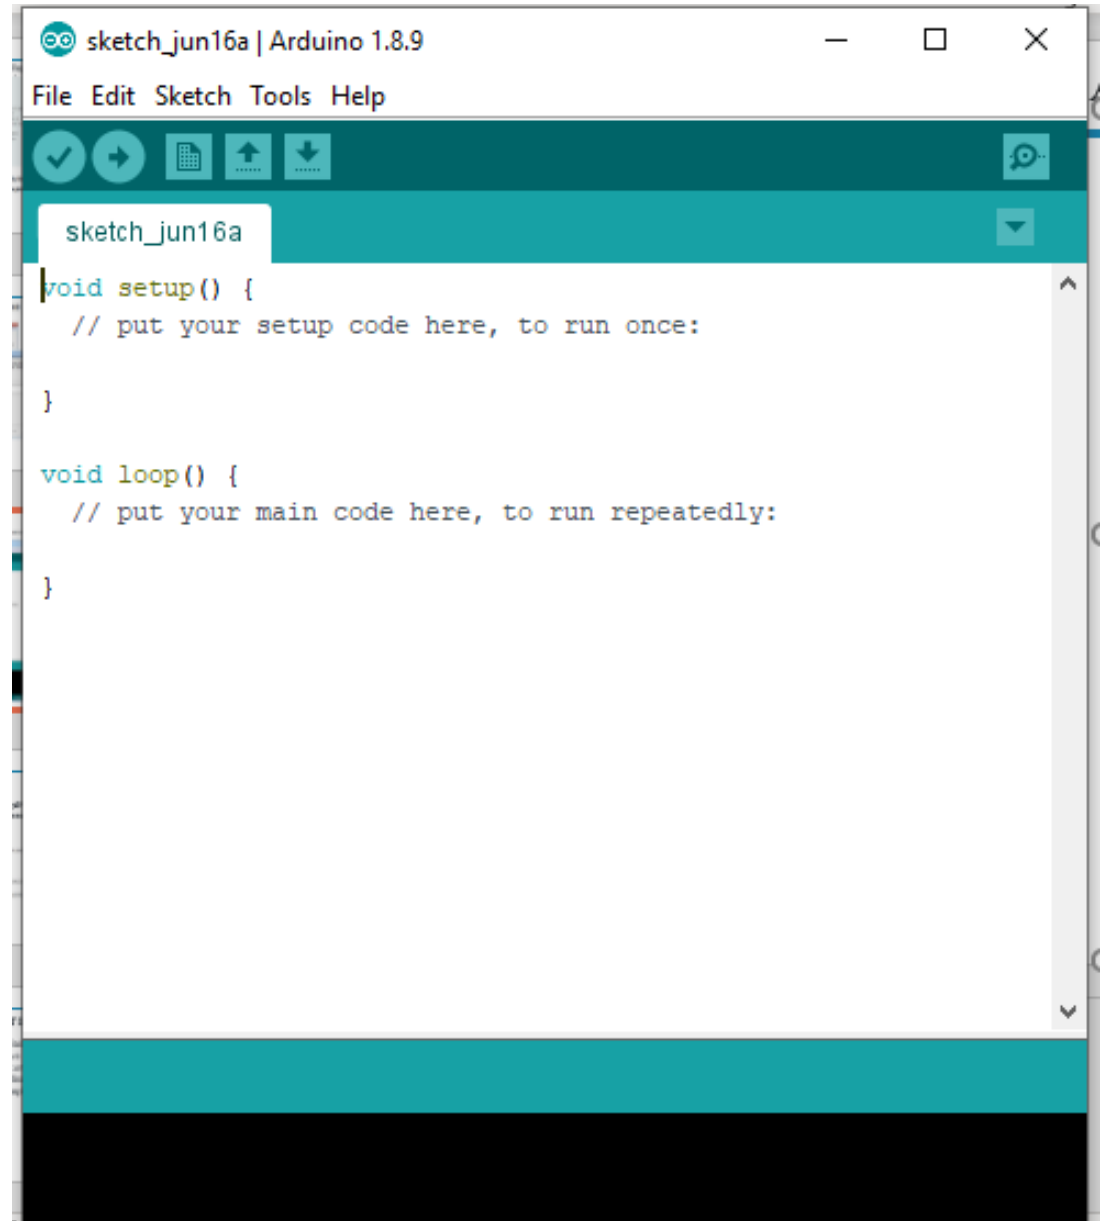 sketch_jun16a | Arduino 1.8.9
File Edit Sketch Tools Help
sketch_jun16a
void setup() {
  // put your setup code here, to run once:
}
void loop() {
  // put your main code here, to run repeatedly:
}